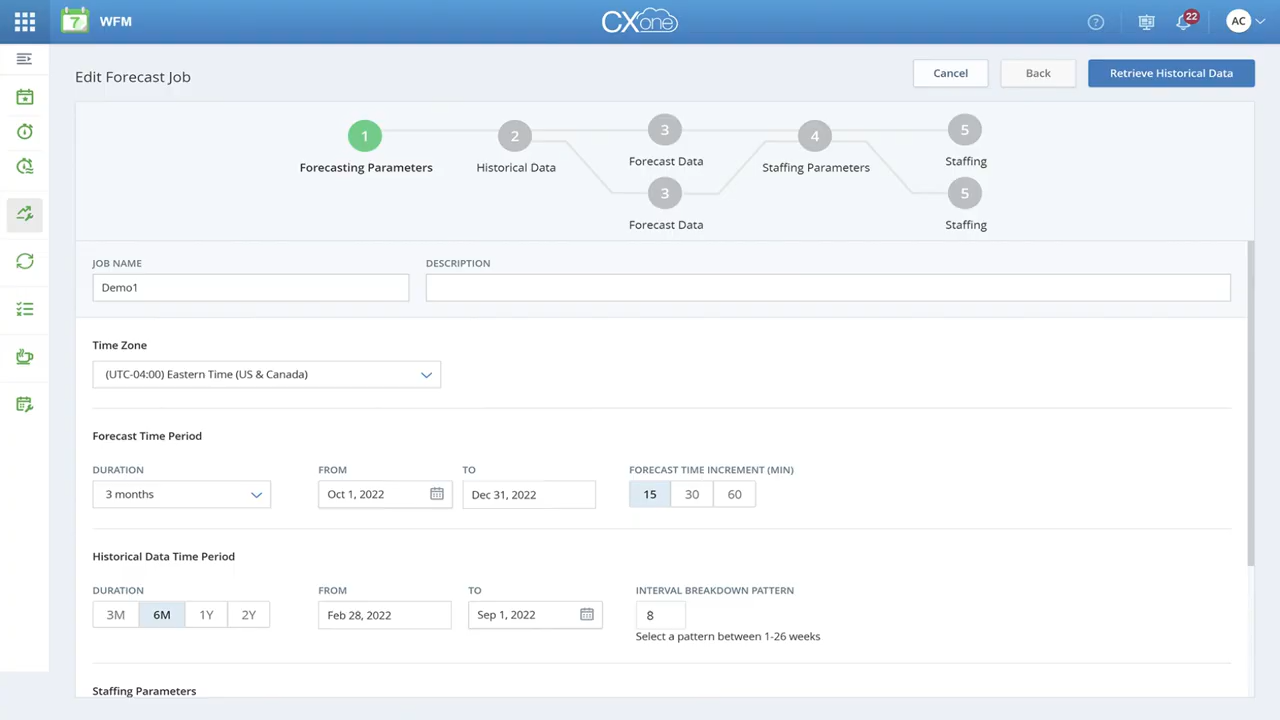 7 WFM CXone ? 22 AC
Edit Forecast Job Cancel Back Retrieve Historical Data
1 2 3 4 5
Forecasting Parameters Historical Data Forecast Data Staffing Parameters Staffing
3 5
Forecast Data Staffing
JOB NAME DESCRIPTION
Demo1
Time Zone
(UTC-04:00) Eastern Time (US & Canada)
Forecast Time Period
DURATION FROM TO FORECAST TIME INCREMENT (MIN)
3 months Oct 1, 2022 Dec 31, 2022 15 30 60
Historical Data Time Period
DURATION FROM TO INTERVAL BREAKDOWN PATTERN
3M 6M 1Y 2Y Feb 28, 2022 Sep 1, 2022 8
Select a pattern between 1-26 weeks
Staffing Parameters